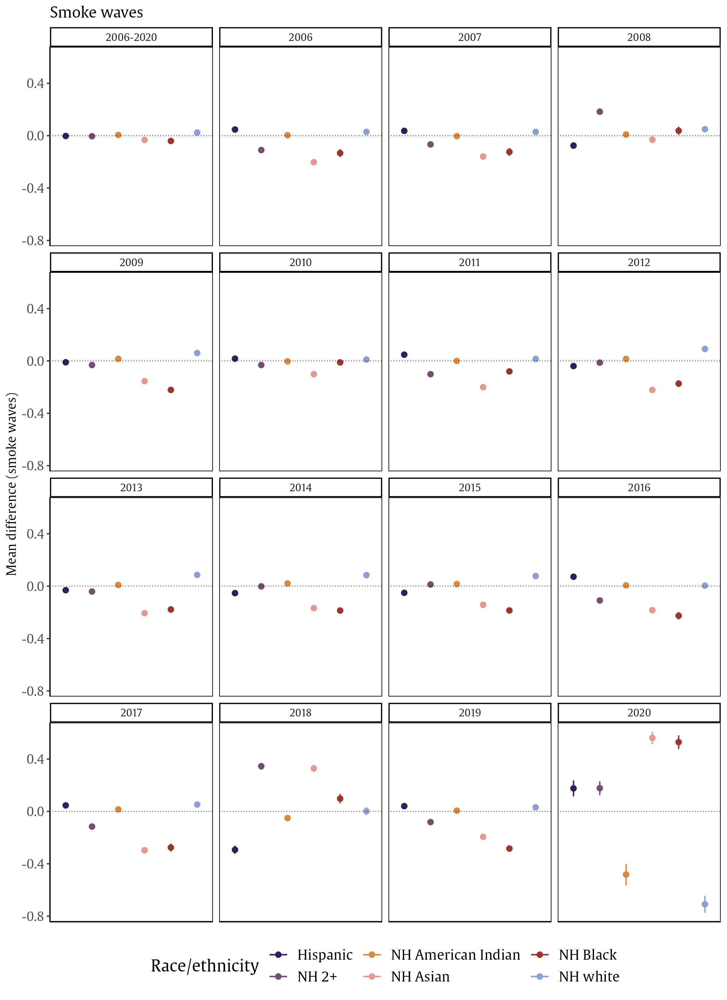 Smoke waves
2006-2020 2006 2007 2008
0.4
0.0
-0.4
-0.8
2009 2010 2011 2012
0.4
0.0
-0.4
-0.8
Mean difference (smoke waves)
2013 2014 2015 2016
0.4
0.0
-0.4
-0.8
2017 2018 2019 2020
0.4
0.0
-0.4
-0.8
Race/ethnicity
Hispanic NH American Indian NH Black
NH 2+ NH Asian NH white